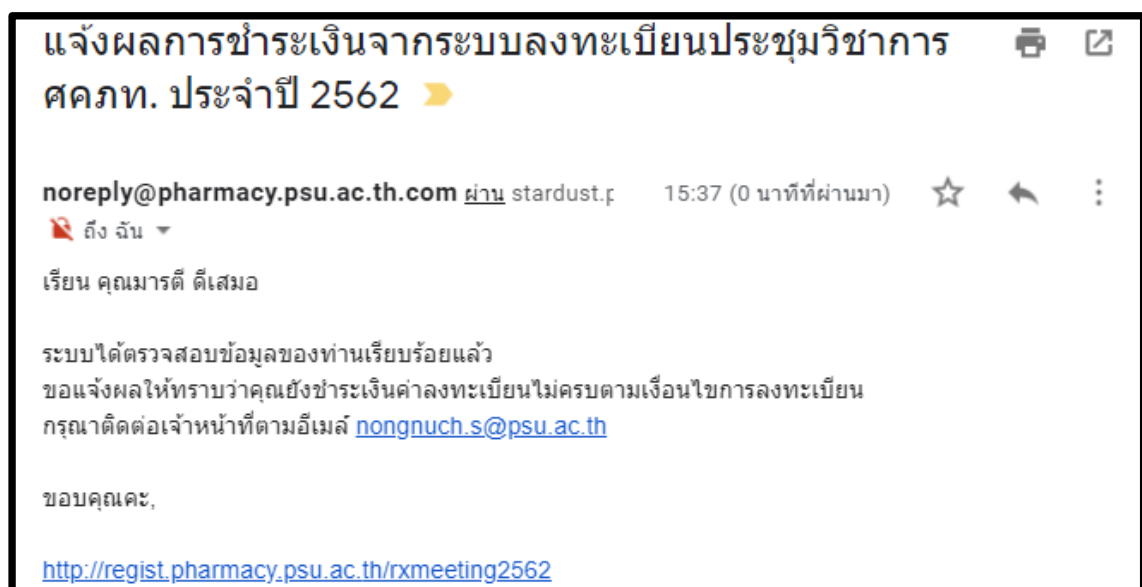 แจ้งผลการชำระเงินจากระบบลงทะเบียนประชุมวิชาการ
ศคภท. ประจำปี 2562
noreply@pharmacy.psu.ac.th.com ผ่าน stardust.p 15:37 (0 นาทีที่ผ่านมา)
ถึง ฉัน
เรียน คุณมารตี ดีเสมอ
ระบบได้ตรวจสอบข้อมูลของท่านเรียบร้อยแล้ว
ขอแจ้งผลให้ทราบว่าคุณยังชำระเงินค่าลงทะเบียนไม่ครบตามเงื่อนไขการลงทะเบียน
กรุณาติดต่อเจ้าหน้าที่ตามอีเมล์ nongnuch.s@psu.ac.th
ขอบคุณคะ,
http://regist.pharmacy.psu.ac.th/rxmeeting2562